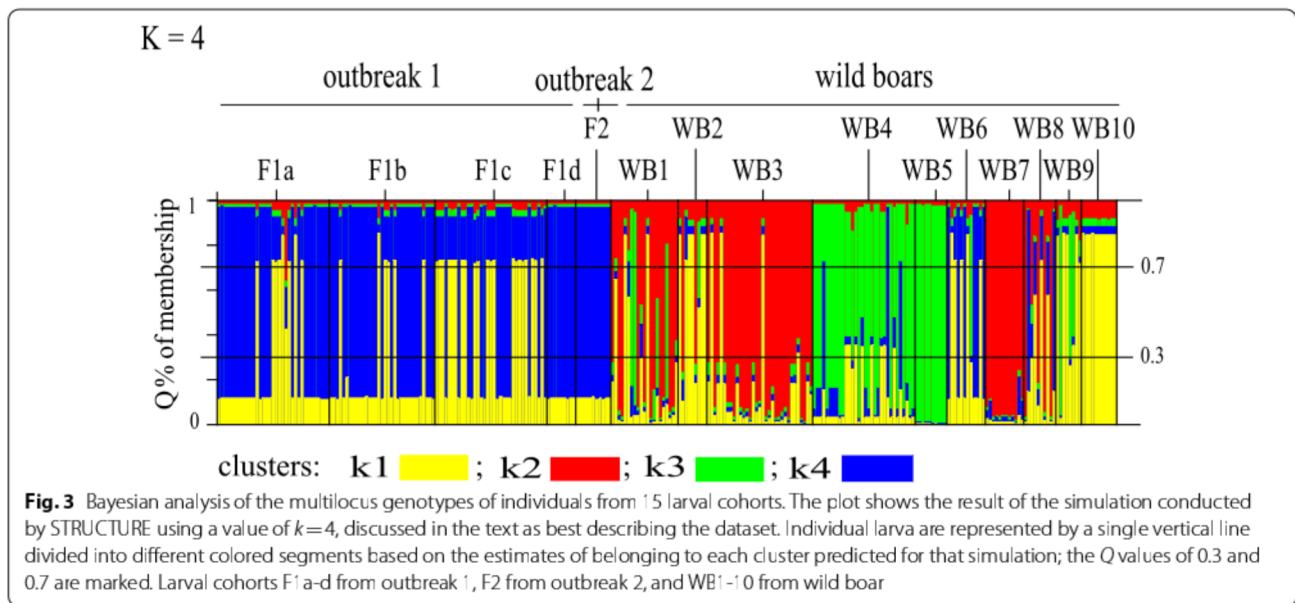 K = 4
outbreak 1 outbreak 2 wild boars
F2 WB2 WB4 WB6 WB8 WB10
F1a F1b F1c F1d WB1 WB3 WB5 WB7 WB9
Q% of membership
1
0.7
0.3
0
clusters: k1 ; k2 ; k3 ; k4
Fig. 3 Bayesian analysis of the multilocus genotypes of individuals from 15 larval cohorts. The plot shows the result of the simulation conducted
by STRUCTURE using a value of k=4, discussed in the text as best describing the dataset. Individual larva are represented by a single vertical line
divided into different colored segments based on the estimates of belonging to each cluster predicted for that simulation; the Q values of 0.3 and
0.7 are marked. Larval cohorts F1a-d from outbreak 1, F2 from outbreak 2, and WB1-10 from wild boar